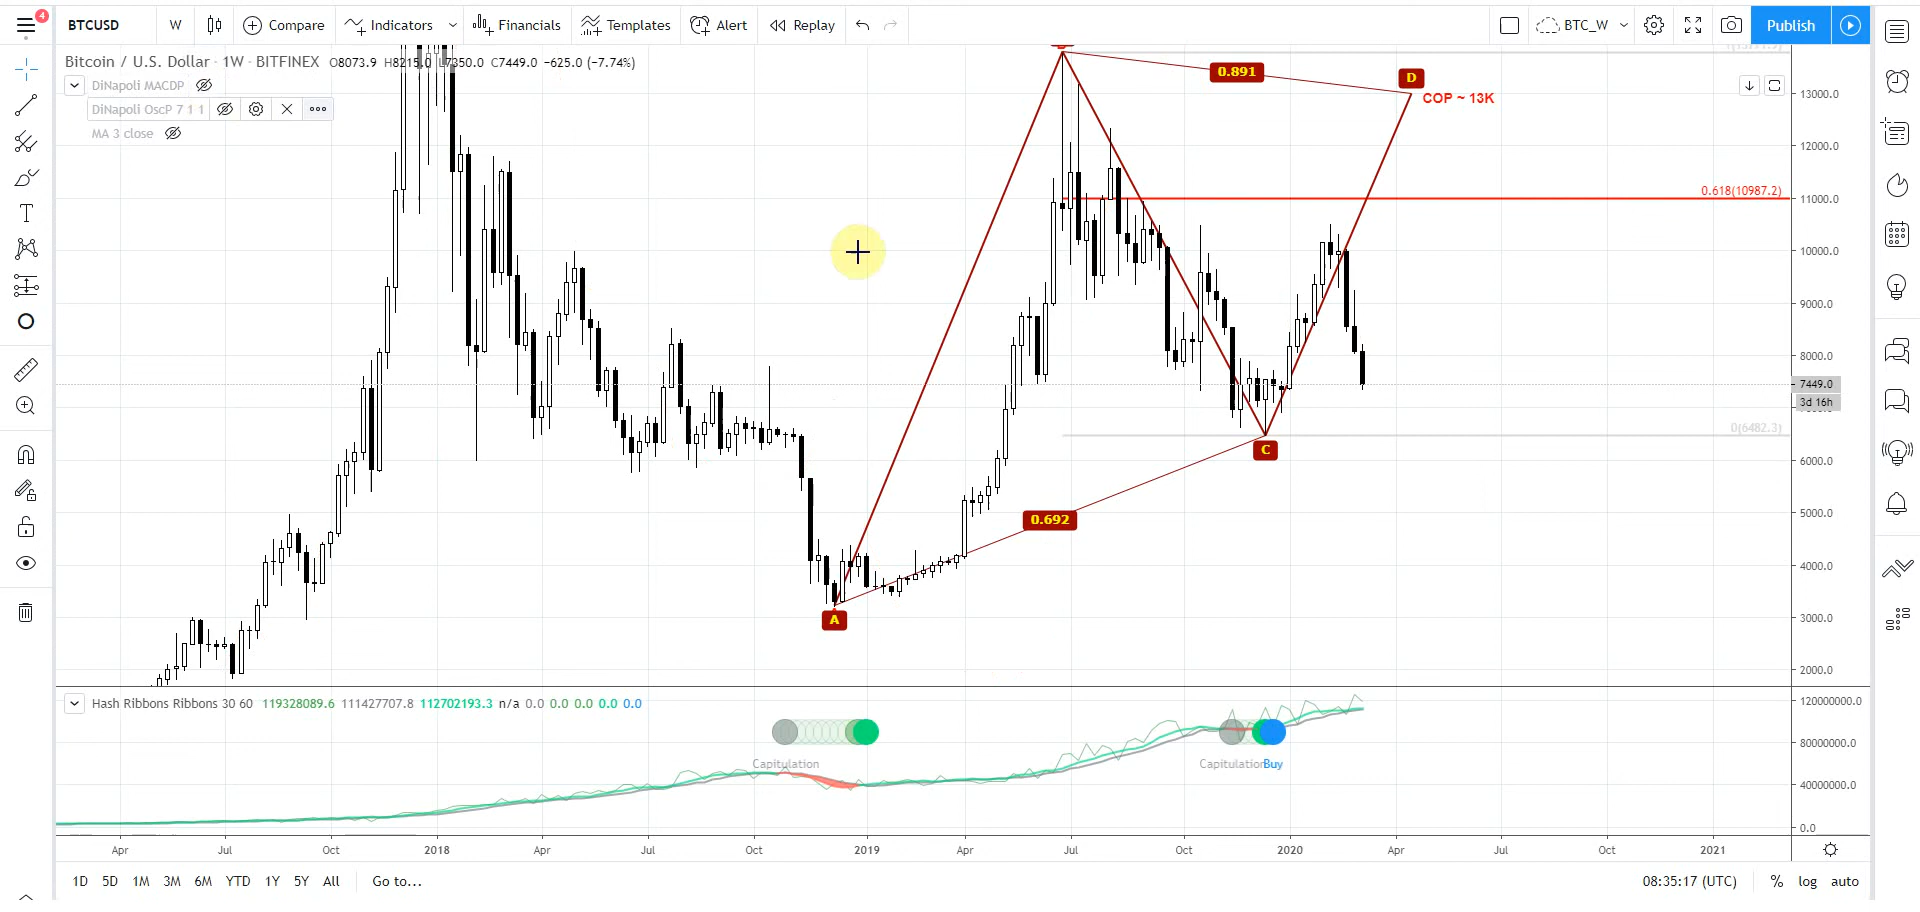 4
BTCUSD W Compare Indicators Financials Templates Alert Replay BTC_W Publish
Bitcoin / U.S. Dollar · 1W · BITFINEX O8073.9 H8215.0 L7350.0 C7449.0 −625.0 (−7.74%)
DiNapoli MACDP
DiNapoli OscP 7 1 1
MA 3 close
0.891
D
COP ~ 13K
0.618(10987.2)
0(6482.3)
C
0.692
A
13000.0
12000.0
11000.0
10000.0
9000.0
8000.0
7449.0
3d 16h
6000.0
5000.0
4000.0
3000.0
2000.0
Hash Ribbons Ribbons 30 60 119328089.6 111427707.8 112702193.3 n/a 0.0 0.0 0.0 0.0 0.0
Capitulation
Capitulation
Buy
120000000.0
80000000.0
40000000.0
0.0
Apr Jul Oct 2018 Apr Jul Oct 2019 Apr Jul Oct 2020 Apr Jul Oct 2021
1D 5D 1M 3M 6M YTD 1Y 5Y All Go to... 08:35:17 (UTC) % log auto